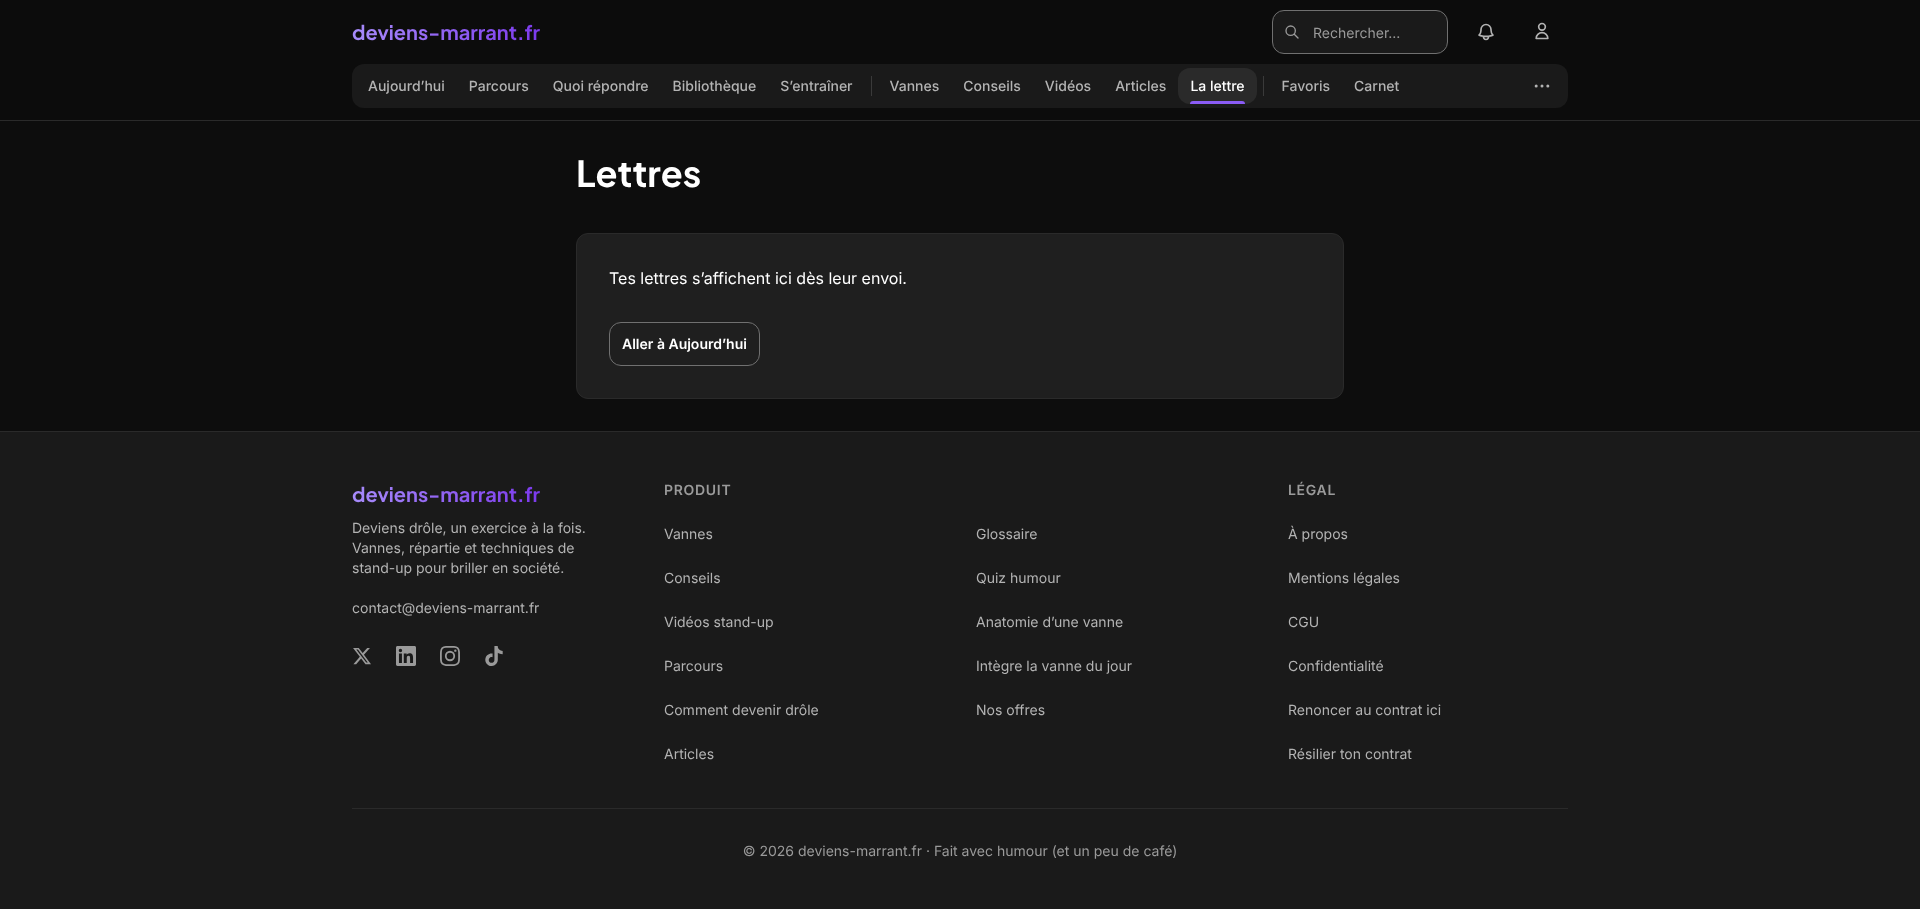 deviens-marrant.fr
Rechercher...
Aujourd’hui Parcours Quoi répondre Bibliothèque S’entraîner Vannes Conseils Vidéos Articles La lettre Favoris Carnet
Lettres
Tes lettres s’affichent ici dès leur envoi.
Aller à Aujourd’hui
deviens-marrant.fr
Deviens drôle, un exercice à la fois.
Vannes, répartie et techniques de
stand-up pour briller en société.
contact@deviens-marrant.fr
PRODUIT
Vannes
Conseils
Vidéos stand-up
Parcours
Comment devenir drôle
Articles
Glossaire
Quiz humour
Anatomie d’une vanne
Intègre la vanne du jour
Nos offres
LÉGAL
À propos
Mentions légales
CGU
Confidentialité
Renoncer au contrat ici
Résilier ton contrat
© 2026 deviens-marrant.fr · Fait avec humour (et un peu de café)